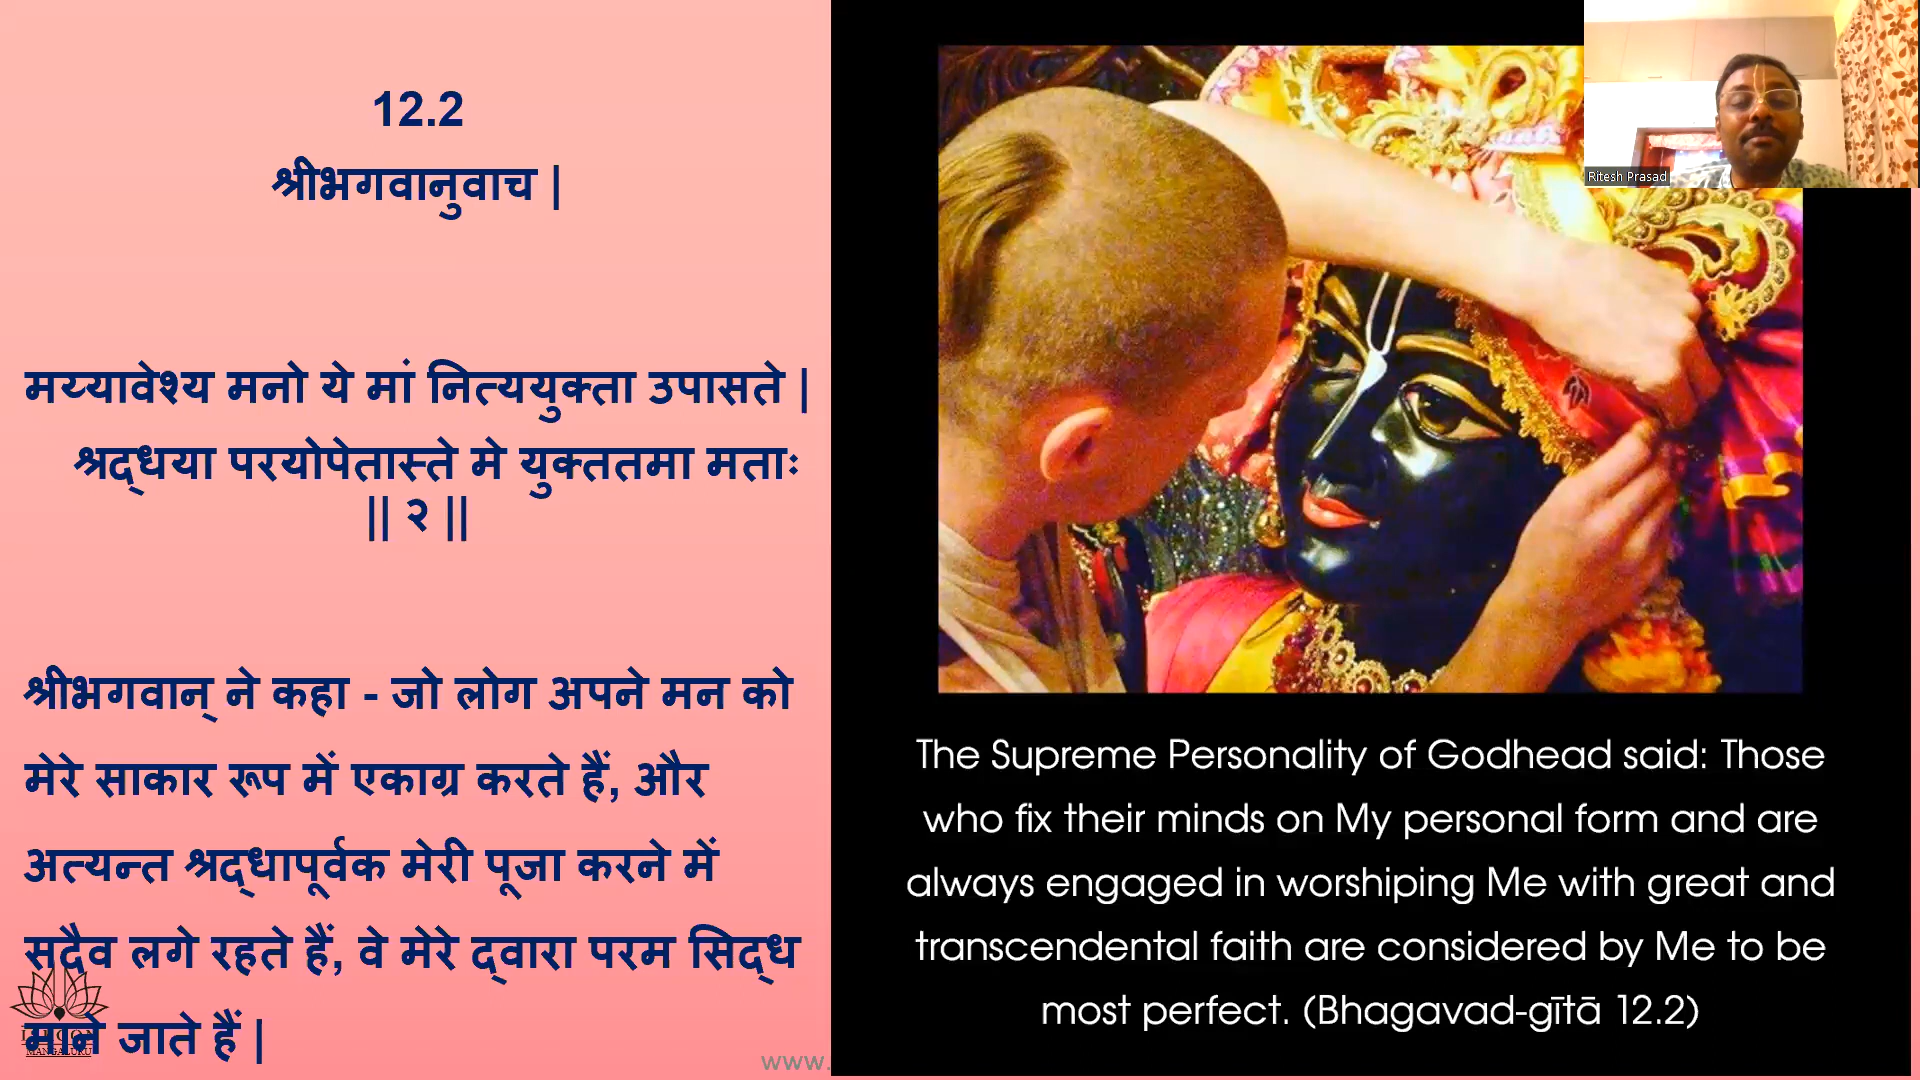 12.2
श्रीभगवानुवाच |
मय्यावेश्य मनो ये मां नित्ययुक्ता उपासते |
श्रद्धया परयोपेतास्ते मे युक्ततमा मताः
|| २ ||
श्रीभगवान् ने कहा - जो लोग अपने मन को
मेरे साकार रूप में एकाग्र करते हैं, और
अत्यन्त श्रद्धापूर्वक मेरी पूजा करने में
सदैव लगे रहते हैं, वे मेरे द्वारा परम सिद्ध
माने जाते हैं |
MANGALURU
www.
Ritesh Prasad
The Supreme Personality of Godhead said: Those
who fix their minds on My personal form and are
always engaged in worshiping Me with great and
transcendental faith are considered by Me to be
most perfect. (Bhagavad-gītā 12.2)